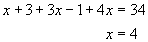 x + 3 + 3x − 1 + 4x = 34
x = 4